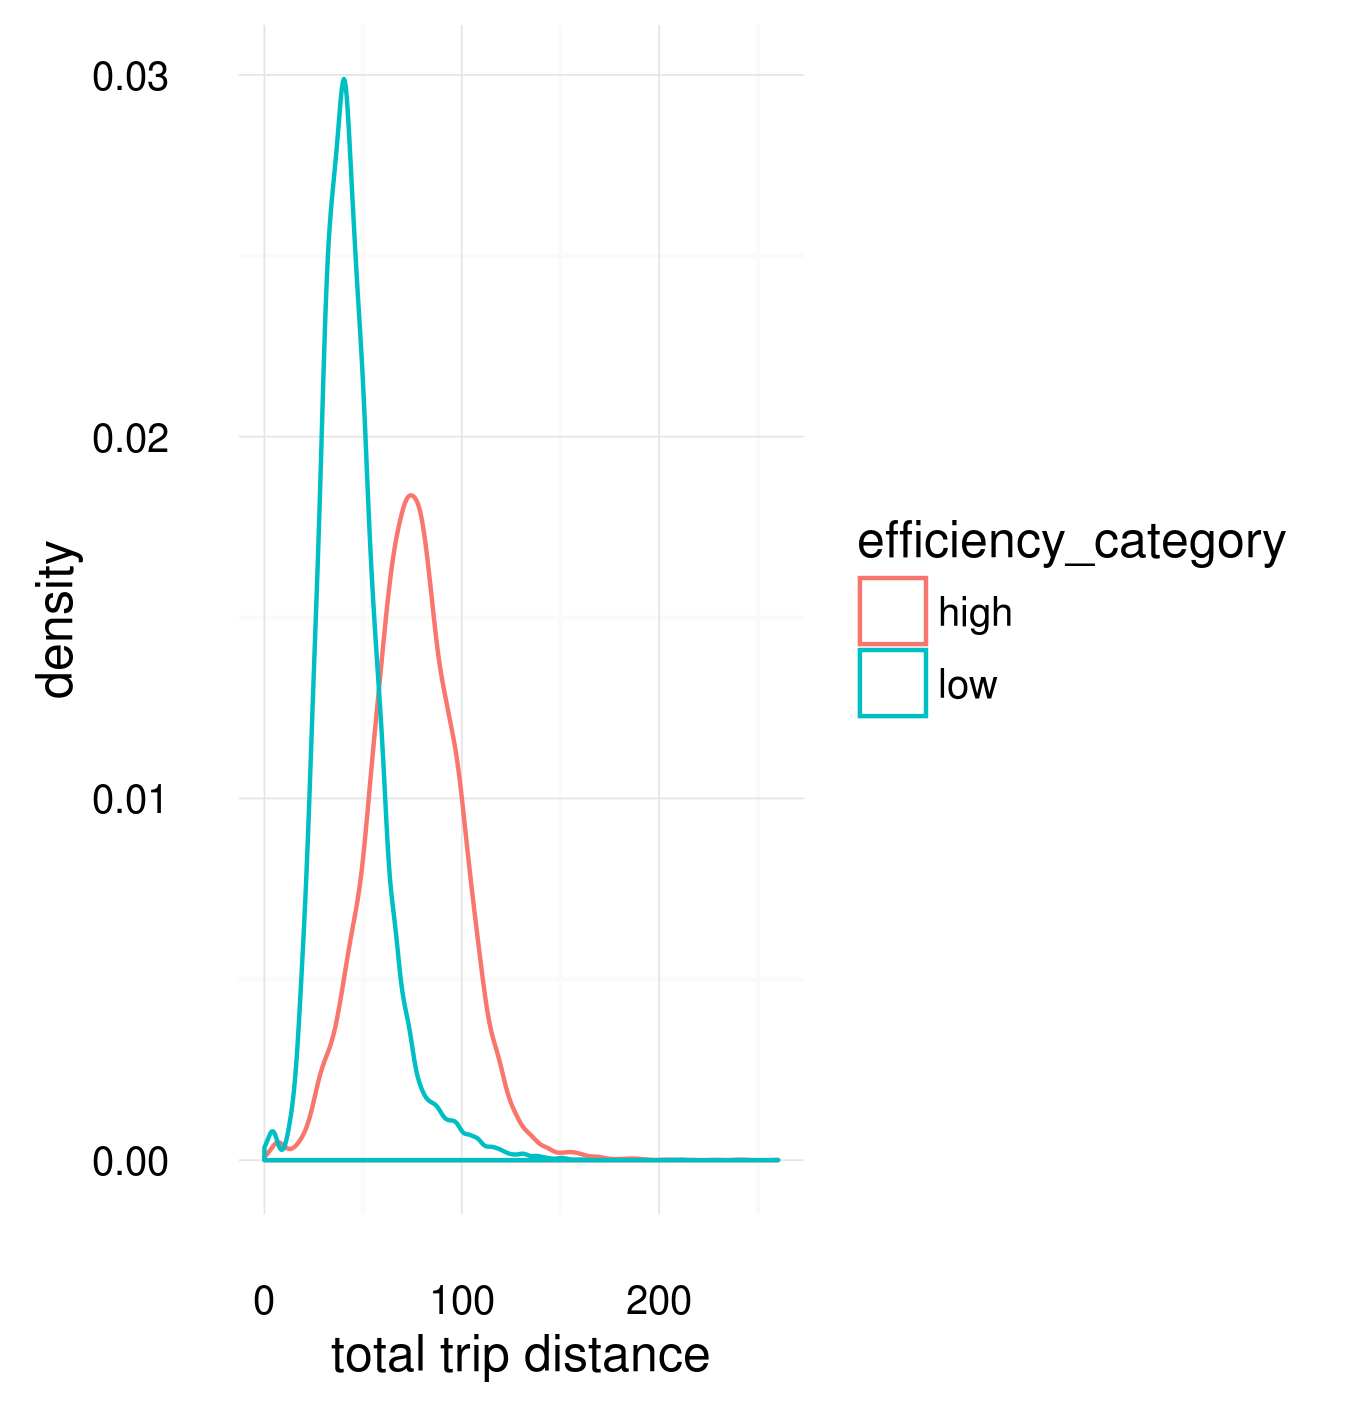 0.03
0.02
0.01
0.00
density
0 100 200
total trip distance
efficiency_category
high
low